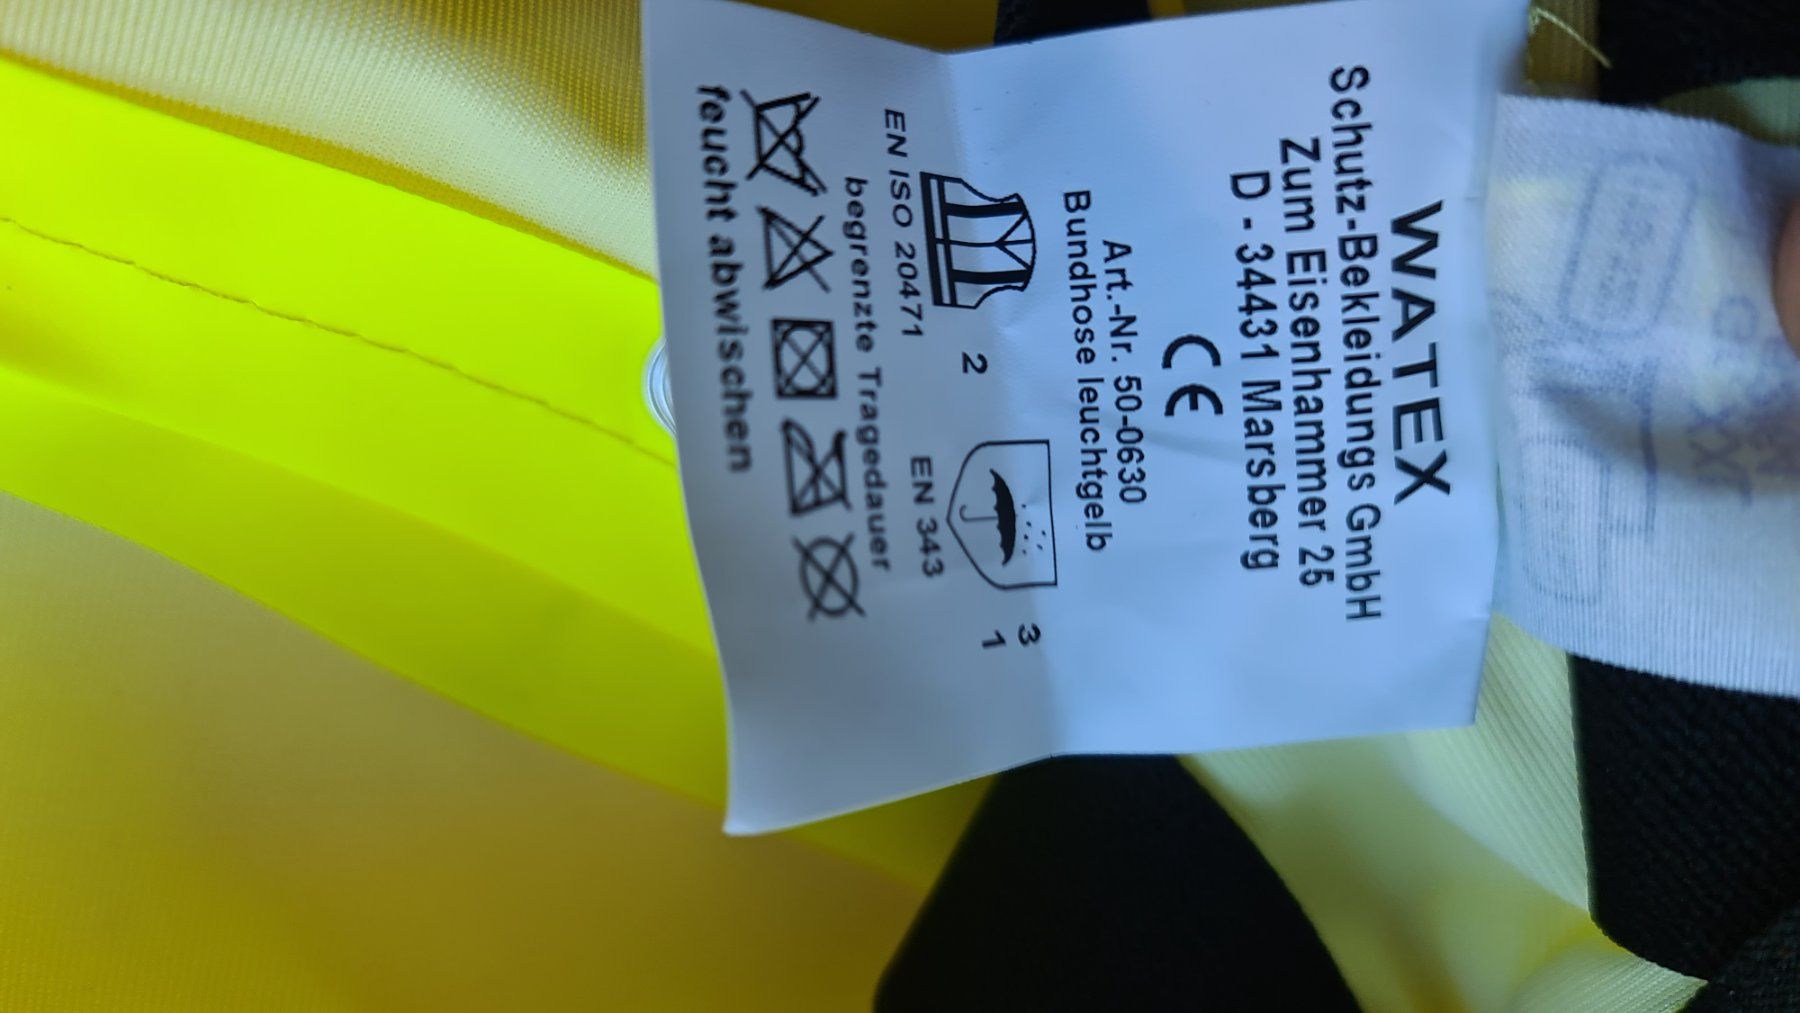 WATEX
Schutz-Bekleidungs GmbH
Zum Eisenhammer 25
D - 34431 Marsberg
CE
Art.-Nr. 50-0630
Bundhose leuchtgelb
2
3
1
EN ISO 20471
EN 343
begrenzte Tragedauer
feucht abwischen